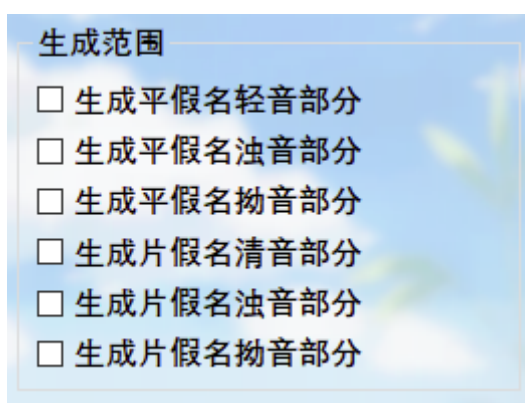 生成范围
生成平假名轻音部分
生成平假名浊音部分
生成平假名拗音部分
生成片假名清音部分
生成片假名浊音部分
生成片假名拗音部分